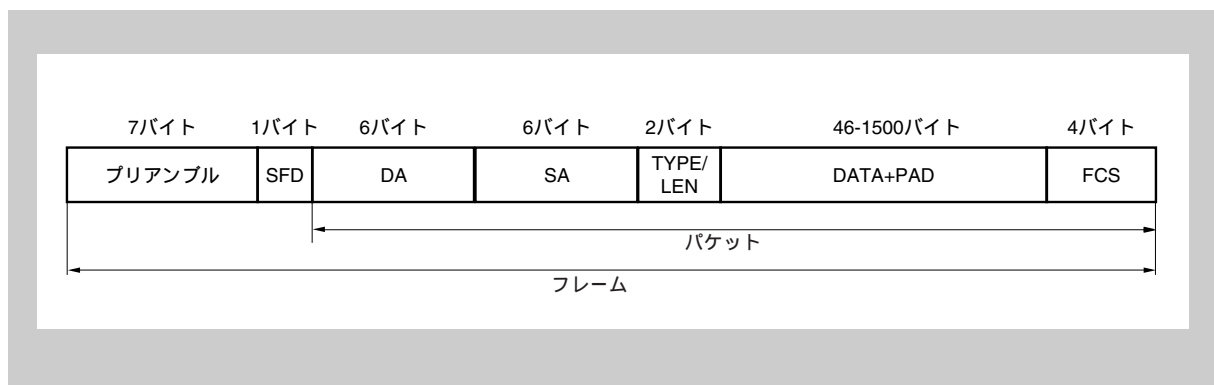 7バイト 1バイト 6バイト 6バイト 2バイト 46-1500バイト 4バイト
プリアンブル SFD DA SA TYPE/LEN DATA+PAD FCS
パケット
フレーム